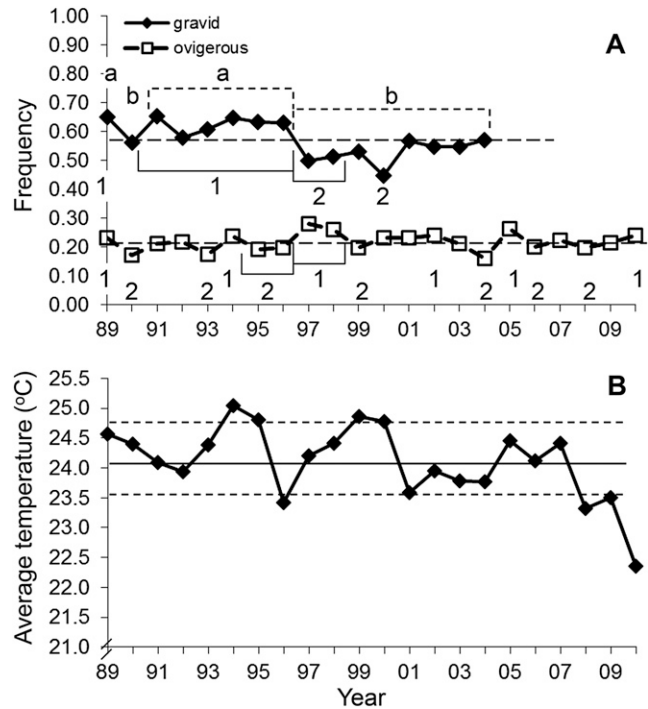 1.00
gravid
A
0.90
ovigerous
0.80
a a
0.70
b b
0.60
0.50
0.40
1 1 2 2
0.30
0.20
0.10
1 2 2 1 2 1 2 1 2 1 2 2 1
0.00
89 91 93 95 97 99 01 03 05 07 09
Frequency
25.5
B
25.0
24.5
24.0
23.5
23.0
22.5
22.0
21.5
21.0
89 91 93 95 97 99 01 03 05 07 09
Average temperature (oC)
Year